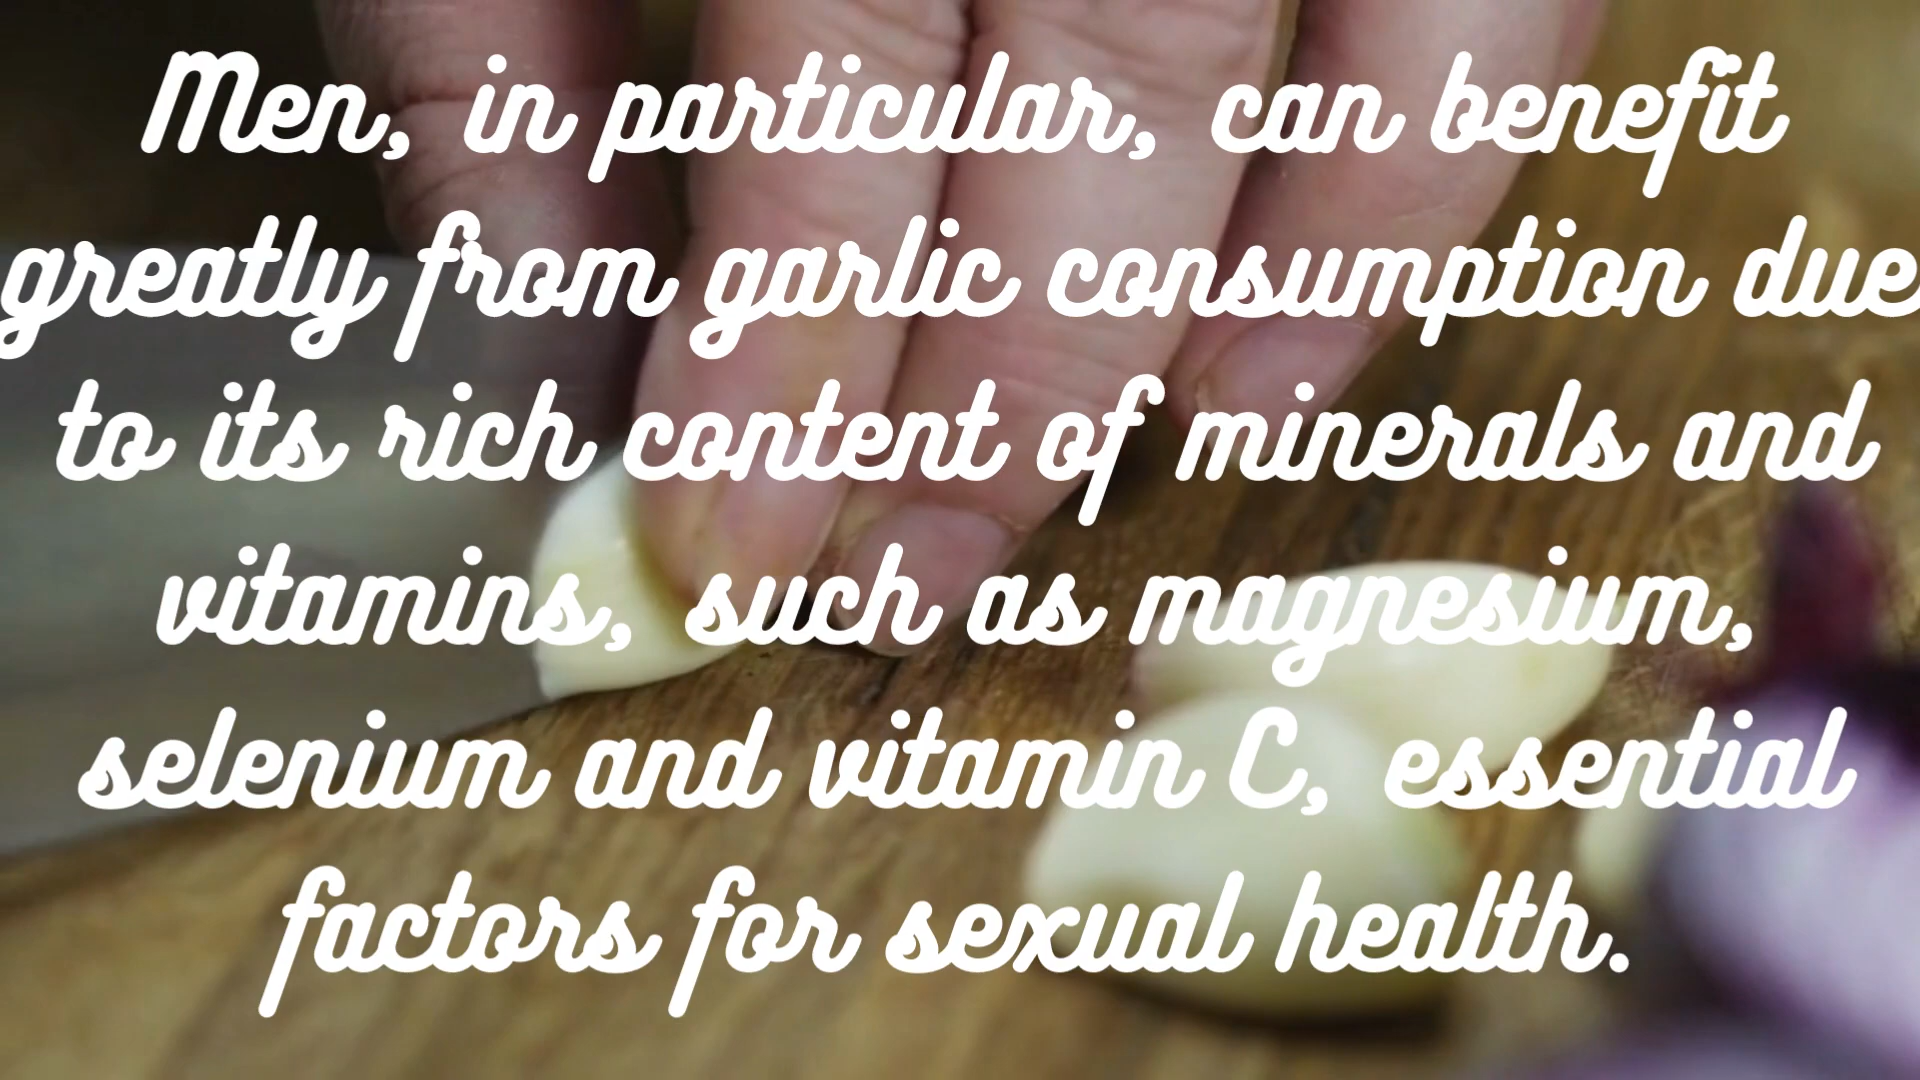 Men, in particular, can benefit
greatly from garlic consumption due
to its rich content of minerals and
vitamins, such as magnesium,
selenium and vitamin C, essential
factors for sexual health.